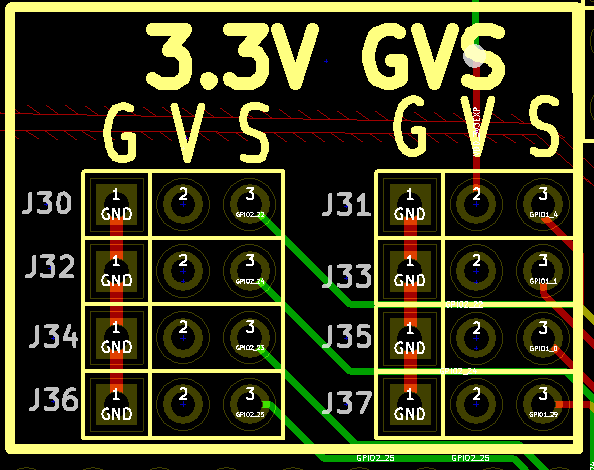 3.3V GVS
G V S G V S
J30 1 GND 2 3 GPIO2_22 J31 1 GND 2 3 GPIO1_4
J32 1 GND 2 3 GPIO2_24 J33 1 GND 2 3 GPIO1_1
J34 1 GND 2 3 GPIO2_23 J35 1 GND 2 3 GPIO1_0
J36 1 GND 2 3 GPIO2_25 J37 1 GND 2 3 GPIO1_29
GPIO2_25 GPIO2_25